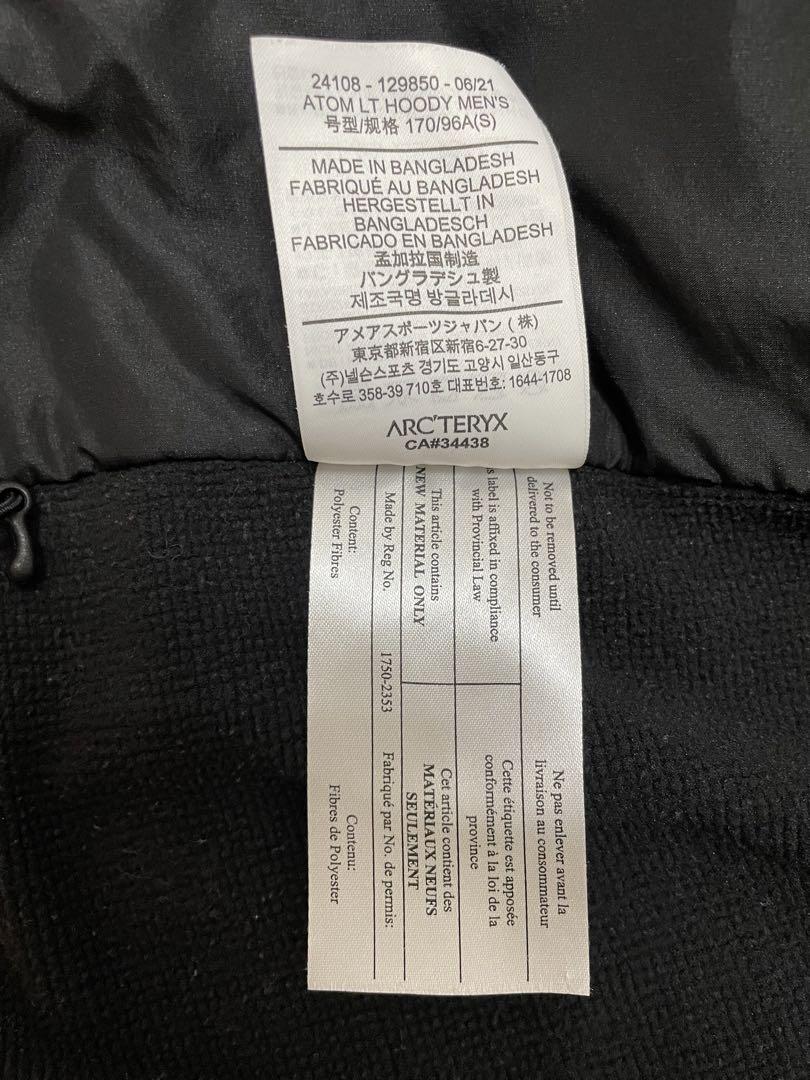 24108 - 129850 - 06/21
ATOM LT HOODY MEN'S
号型/规格 170/96A(S)
MADE IN BANGLADESH
FABRIQUÉ AU BANGLADESH
HERGESTELLT IN
BANGLADESCH
FABRICADO EN BANGLADESH
孟加拉国制造
バングラデシュ製
제조국명 방글라데시
アメアスポーツジャパン (株)
東京都新宿区新宿6-27-30
(주)넬슨스포츠 경기도 고양시 일산동구
호수로 358-39 710호 대표번호: 1644-1708
ARC'TERYX
CA#34438
Not to be removed until
delivered to the consumer
Ne pas enlever avant la
livraison au consommateur
s label is affixed in compliance
with Provincial Law
Cette étiquette est apposée
conformément à la loi de la
province
This article contains
NEW MATERIAL ONLY
Cet article contient des
MATÉRIAUX NEUFS
SEULEMENT
Made by Reg No.
1750-2353
Fabriqué par No. de permis:
Content:
Polyester Fibres
Contenu:
Fibres de Polyester